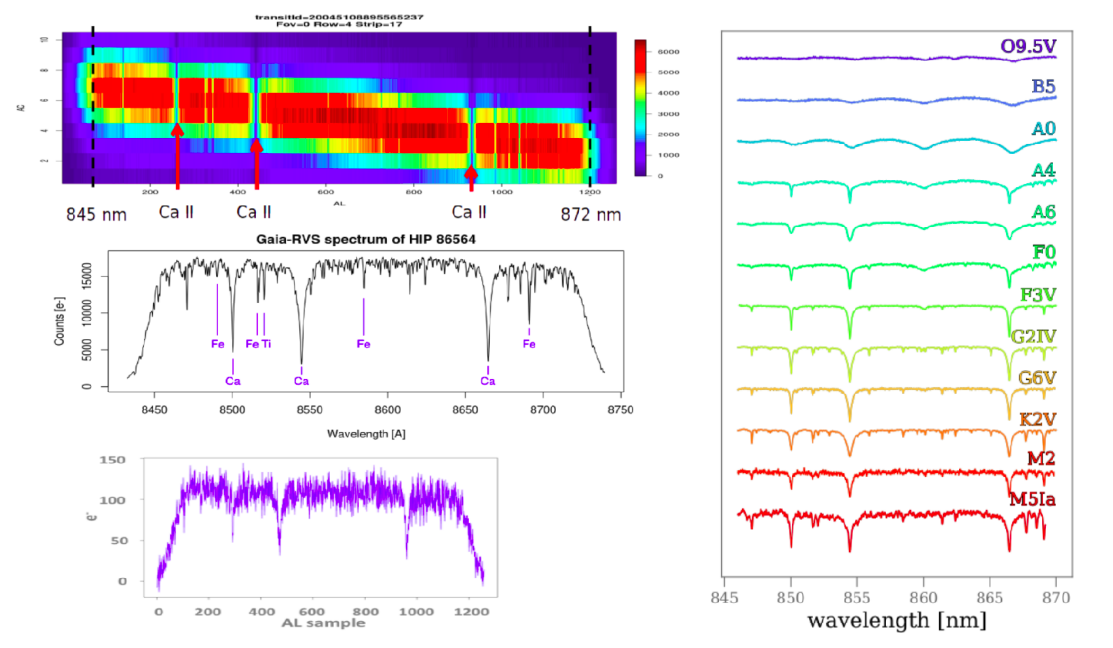 transitid=20045108895565237
Fov=0 Row=4 Strip=17
10
8
6
4
2
AC
6000
5000
4000
3000
2000
1000
0
200
400
600
800
1000
1200
AL
845 nm
Ca II
Ca II
Ca II
872 nm
Gaia-RVS spectrum of HIP 86564
Counts [e-]
15000
10000
5000
0
Fe
Fe
Ti
Fe
Fe
Ca
Ca
Ca
8450
8500
8550
8600
8650
8700
8750
Wavelength [A]
150
100
50
0
e-
0
200
400
600
800
1000
1200
AL sample
O9.5V
B5
A0
A4
A6
F0
F3V
G2IV
G6V
K2V
M2
M5Ia
845
850
855
860
865
870
wavelength [nm]